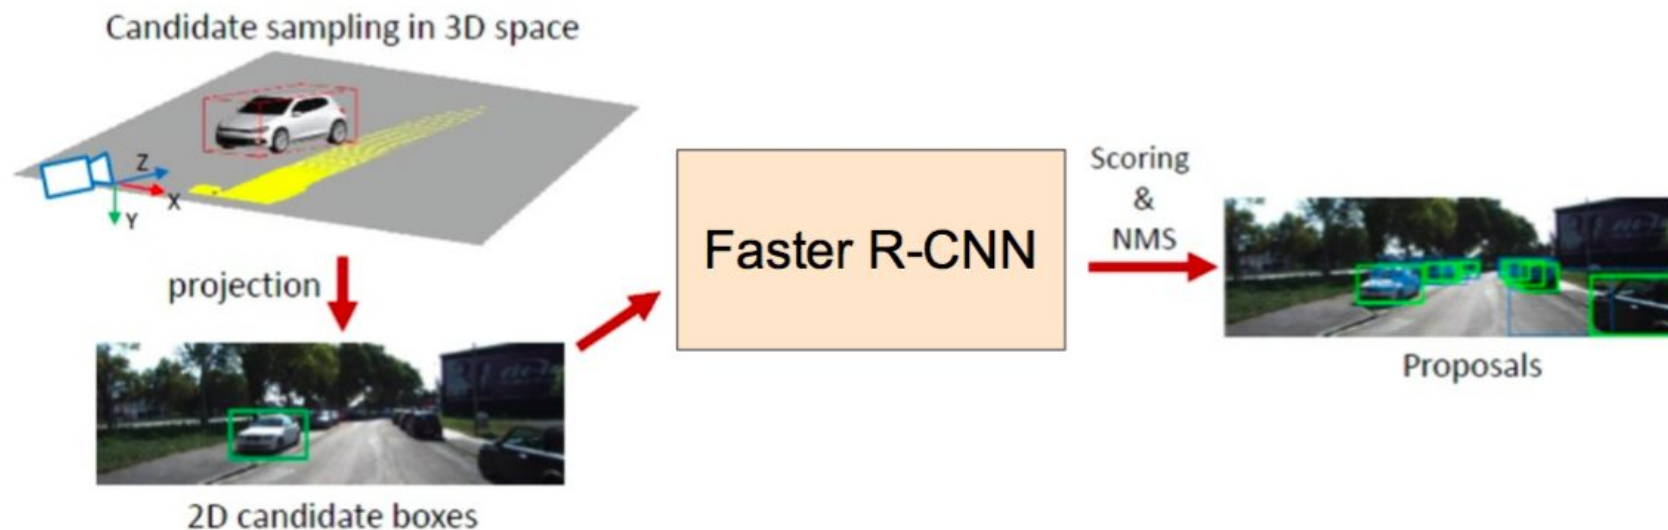 Candidate sampling in 3D space
Z
X
Y
projection
2D candidate boxes
Faster R-CNN
Scoring
&
NMS
Proposals